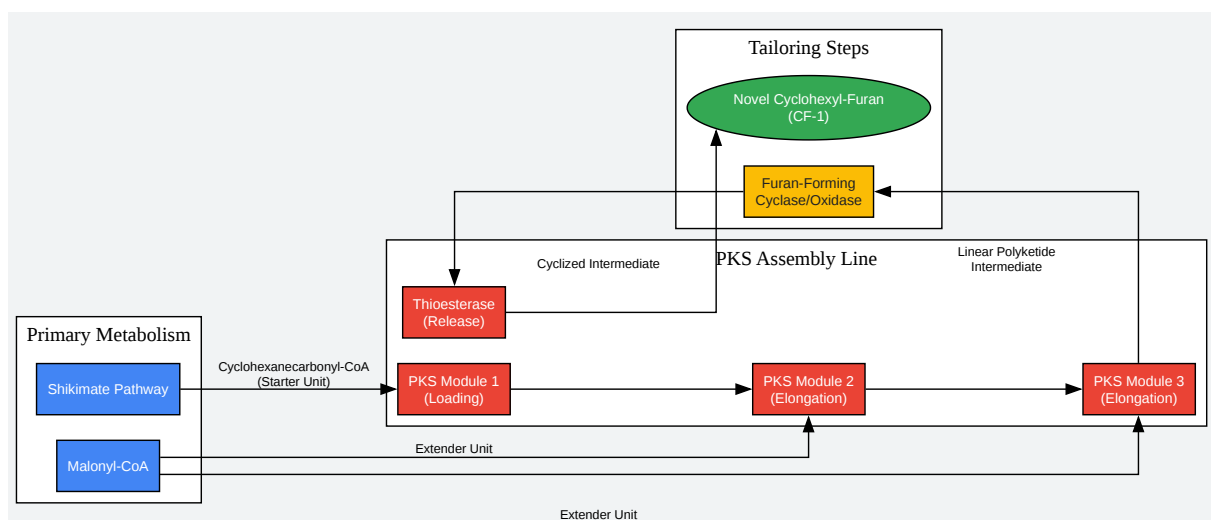 Tailoring Steps
Novel Cyclohexyl-Furan
(CF-1)
Furan-Forming
Cyclase/Oxidase
Cyclized Intermediate
PKS Assembly Line
Linear Polyketide
Intermediate
Thioesterase
(Release)
Primary Metabolism
Shikimate Pathway
Cyclohexanecarbonyl-CoA
(Starter Unit)
PKS Module 1
(Loading)
PKS Module 2
(Elongation)
PKS Module 3
(Elongation)
Malonyl-CoA
Extender Unit
Extender Unit